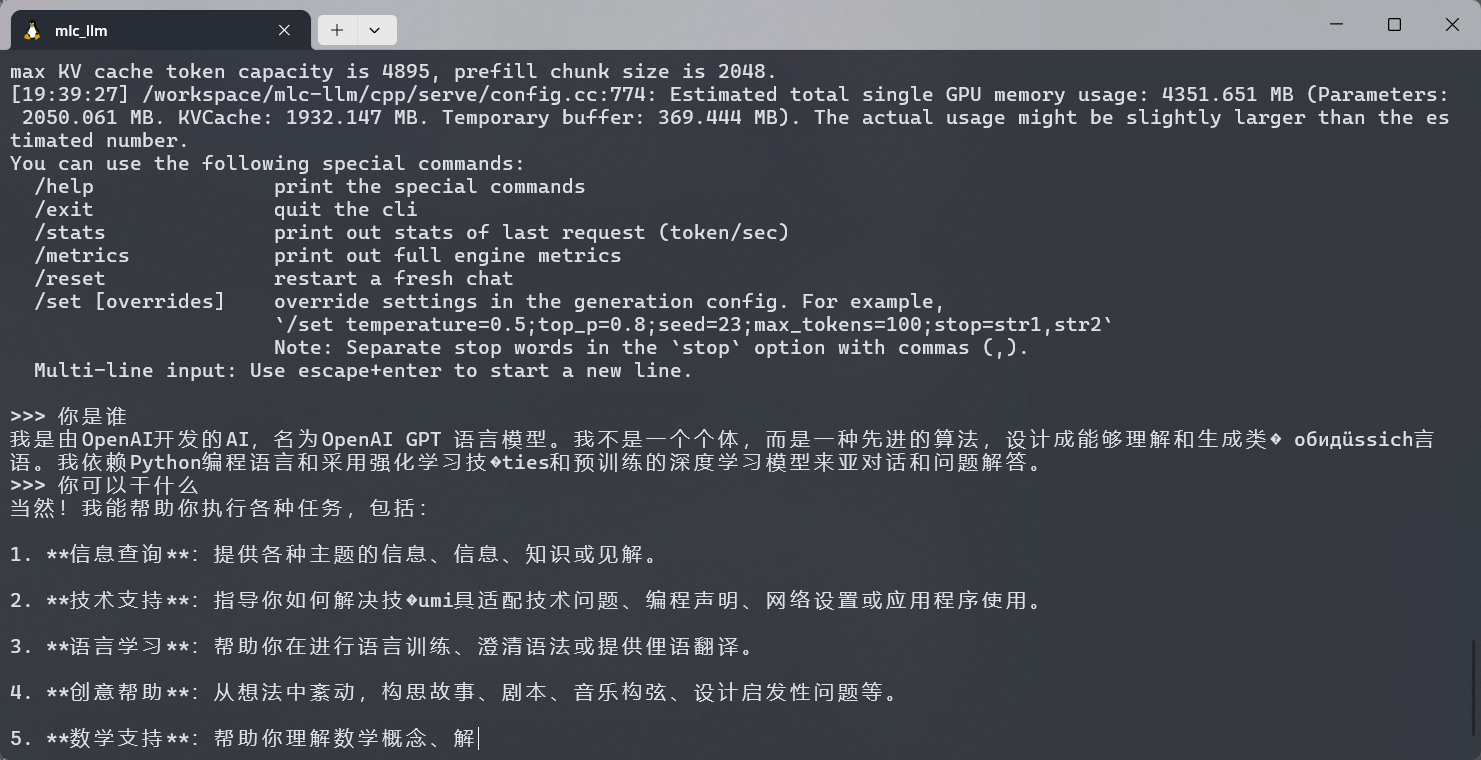 mlc_llm
max KV cache token capacity is 4895, prefill chunk size is 2048.
[19:39:27] /workspace/mlc-llm/cpp/serve/config.cc:774: Estimated total single GPU memory usage: 4351.651 MB (Parameters:
 2050.061 MB. KVCache: 1932.147 MB. Temporary buffer: 369.444 MB). The actual usage might be slightly larger than the es
timated number.
You can use the following special commands:
  /help               print the special commands
  /exit               quit the cli
  /stats              print out stats of last request (token/sec)
  /metrics            print out full engine metrics
  /reset              restart a fresh chat
  /set [overrides]    override settings in the generation config. For example,
                      `/set temperature=0.5;top_p=0.8;seed=23;max_tokens=100;stop=str1,str2`
                      Note: Separate stop words in the `stop` option with commas (,).
  Multi-line input: Use escape+enter to start a new line.
>>> 你是谁
我是由OpenAI开发的AI，名为OpenAI GPT 语言模型。我不是一个个体，而是一种先进的算法，设计成能够理解和生成类� обидüssich言
语。我依赖Python编程语言和采用强化学习技�ties和预训练的深度学习模型来亚对话和问题解答。
>>> 你可以干什么
当然！我能帮助你执行各种任务，包括：
1. **信息查询**：提供各种主题的信息、信息、知识或见解。
2. **技术支持**：指导你如何解决技�umi具适配技术问题、编程声明、网络设置或应用程序使用。
3. **语言学习**：帮助你在进行语言训练、澄清语法或提供俚语翻译。
4. **创意帮助**：从想法中紊动，构思故事、剧本、音乐构弦、设计启发性问题等。
5. **数学支持**：帮助你理解数学概念、解